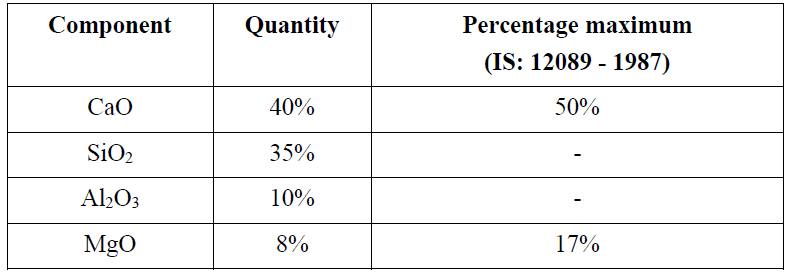 Component Quantity Percentage maximum
(IS: 12089 - 1987)
CaO 40% 50%
SiO₂ 35% -
Al₂O₃ 10% -
MgO 8% 17%